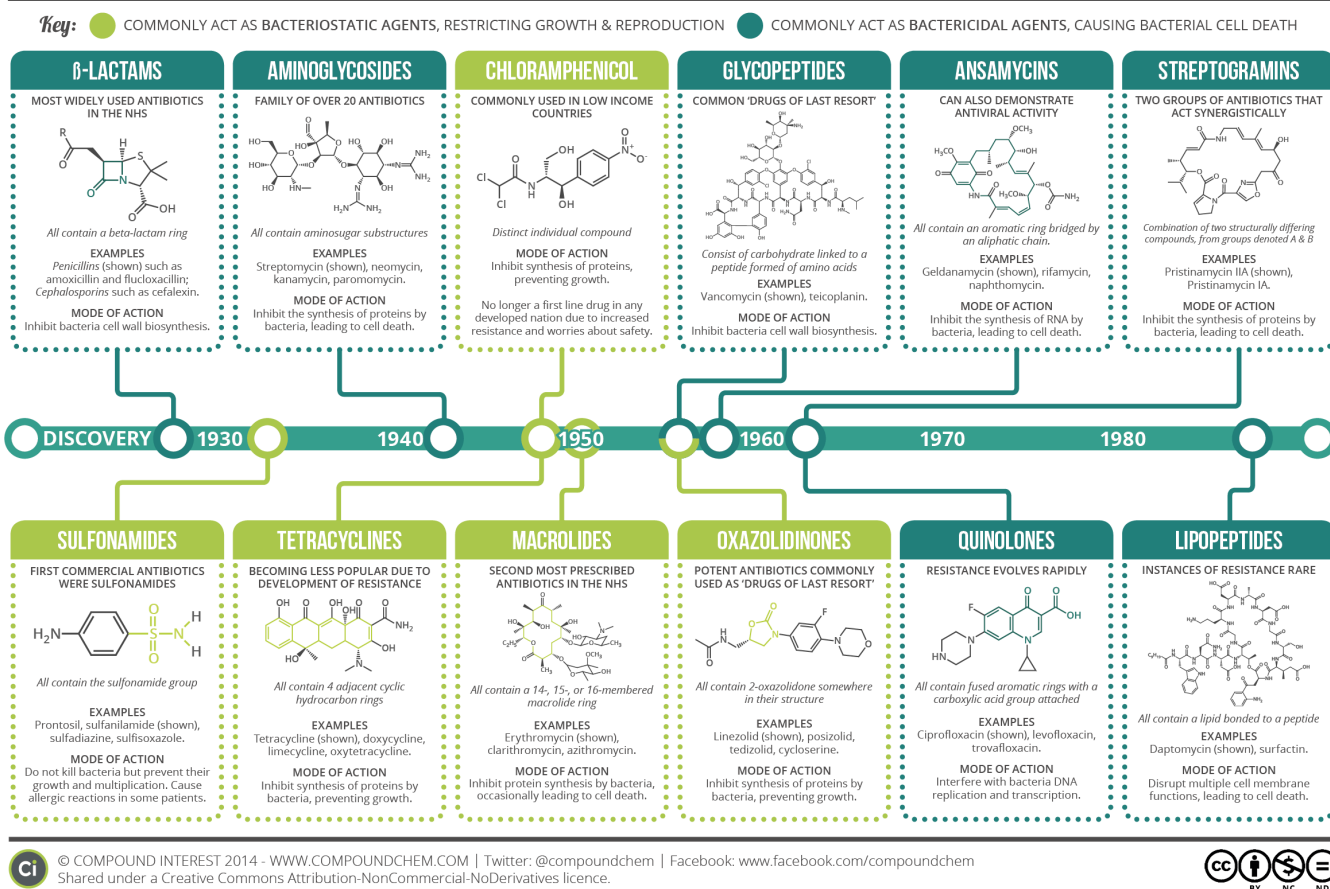 Key: COMMONLY ACT AS BACTERIOSTATIC AGENTS, RESTRICTING GROWTH & REPRODUCTION COMMONLY ACT AS BACTERICIDAL AGENTS, CAUSING BACTERIAL CELL DEATH
ß-LACTAMS
MOST WIDELY USED ANTIBIOTICS
IN THE NHS
R
O
H
S
O
N
O
OH
All contain a beta-lactam ring
EXAMPLES
Penicillins (shown) such as
amoxicillin and flucloxacillin;
Cephalosporins such as cefalexin.
MODE OF ACTION
Inhibit bacteria cell wall biosynthesis.
AMINOGLYCOSIDES
FAMILY OF OVER 20 ANTIBIOTICS
All contain aminosugar substructures
EXAMPLES
Streptomycin (shown), neomycin,
kanamycin, paromomycin.
MODE OF ACTION
Inhibit the synthesis of proteins by
bacteria, leading to cell death.
CHLORAMPHENICOL
COMMONLY USED IN LOW INCOME
COUNTRIES
O
OH
N+
O
O-
Cl
N
H
Cl
OH
Distinct individual compound
MODE OF ACTION
Inhibit synthesis of proteins,
preventing growth.
No longer a first line drug in any
developed nation due to increased
resistance and worries about safety.
GLYCOPEPTIDES
COMMON ‘DRUGS OF LAST RESORT’
Consist of carbohydrate linked to a
peptide formed of amino acids
EXAMPLES
Vancomycin (shown), teicoplanin.
MODE OF ACTION
Inhibit bacteria cell wall biosynthesis.
ANSAMYCINS
CAN ALSO DEMONSTRATE
ANTIVIRAL ACTIVITY
All contain an aromatic ring bridged by
an aliphatic chain.
EXAMPLES
Geldanamycin (shown), rifamycin,
naphthomycin.
MODE OF ACTION
Inhibit the synthesis of RNA by
bacteria, leading to cell death.
STREPTOGRAMINS
TWO GROUPS OF ANTIBIOTICS THAT
ACT SYNERGISTICALLY
Combination of two structurally differing
compounds, from groups denoted A & B
EXAMPLES
Pristinamycin IIA (shown),
Pristinamycin IA.
MODE OF ACTION
Inhibit the synthesis of proteins by
bacteria, leading to cell death.
DISCOVERY 1930 1940 1950 1960 1970 1980
SULFONAMIDES
FIRST COMMERCIAL ANTIBIOTICS
WERE SULFONAMIDES
O
H
H2N
S
N
O
H
All contain the sulfonamide group
EXAMPLES
Prontosil, sulfanilamide (shown),
sulfadiazine, sulfisoxazole.
MODE OF ACTION
Do not kill bacteria but prevent their
growth and multiplication. Cause
allergic reactions in some patients.
TETRACYCLINES
BECOMING LESS POPULAR DUE TO
DEVELOPMENT OF RESISTANCE
All contain 4 adjacent cyclic
hydrocarbon rings
EXAMPLES
Tetracycline (shown), doxycycline,
limecycline, oxytetracycline.
MODE OF ACTION
Inhibit synthesis of proteins by
bacteria, preventing growth.
MACROLIDES
SECOND MOST PRESCRIBED
ANTIBIOTICS IN THE NHS
All contain a 14-, 15-, or 16-membered
macrolide ring
EXAMPLES
Erythromycin (shown),
clarithromycin, azithromycin.
MODE OF ACTION
Inhibit protein synthesis by bacteria,
occasionally leading to cell death.
OXAZOLIDINONES
POTENT ANTIBIOTICS COMMONLY
USED AS ‘DRUGS OF LAST RESORT’
All contain 2-oxazolidone somewhere
in their structure
EXAMPLES
Linezolid (shown), posizolid,
tedizolid, cycloserine.
MODE OF ACTION
Inhibit synthesis of proteins by
bacteria, preventing growth.
QUINOLONES
RESISTANCE EVOLVES RAPIDLY
All contain fused aromatic rings with a
carboxylic acid group attached
EXAMPLES
Ciprofloxacin (shown), levofloxacin,
trovafloxacin.
MODE OF ACTION
Interfere with bacteria DNA
replication and transcription.
LIPOPEPTIDES
INSTANCES OF RESISTANCE RARE
All contain a lipid bonded to a peptide
EXAMPLES
Daptomycin (shown), surfactin.
MODE OF ACTION
Disrupt multiple cell membrane
functions, leading to cell death.
Ci
© COMPOUND INTEREST 2014 - WWW.COMPOUNDCHEM.COM | Twitter: @compoundchem | Facebook: www.facebook.com/compoundchem
Shared under a Creative Commons Attribution-NonCommercial-NoDerivatives licence.
cc
BY NC ND